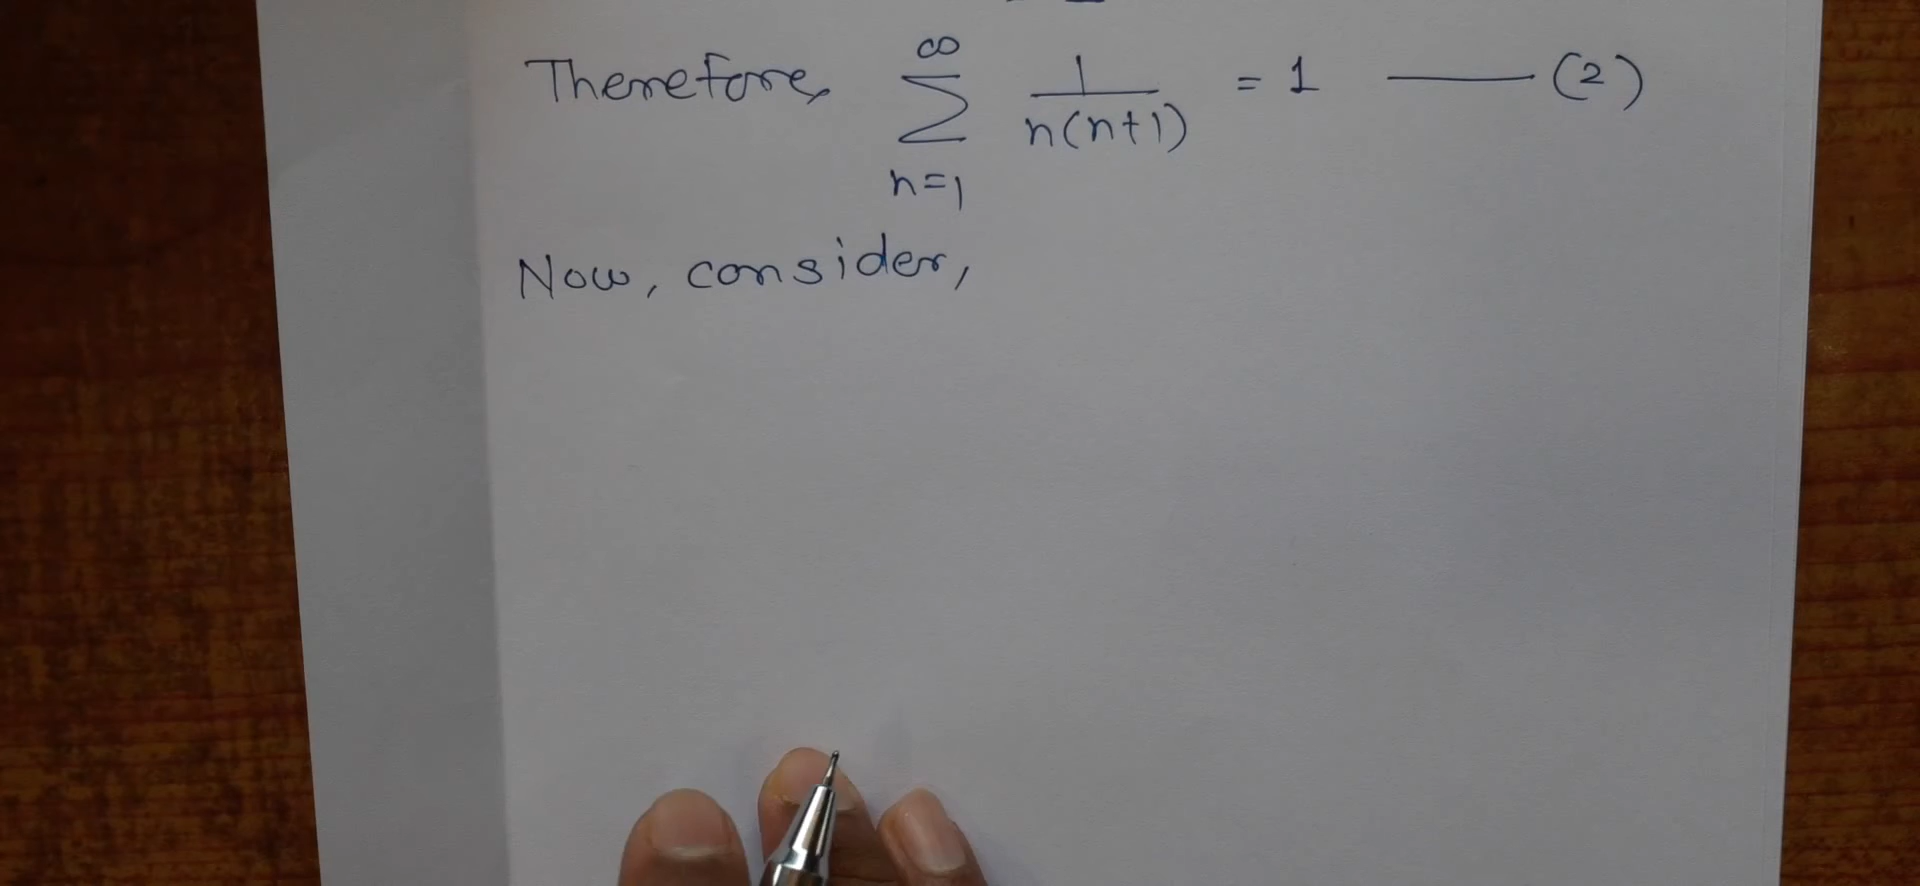 Therefore, ∞∑n=1 1/n(n+1) = 1 —— (2)
Now, consider,